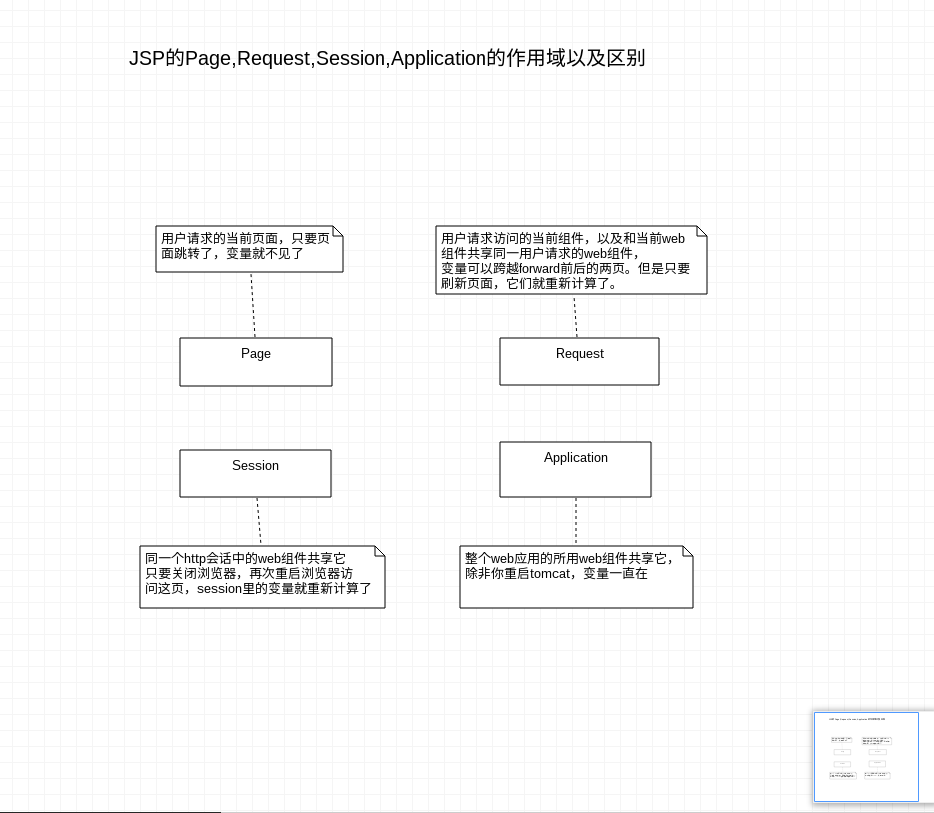 JSP的Page,Request,Session,Application的作用域以及区别
用户请求的当前页面，只要页
面跳转了，变量就不见了
用户请求访问的当前组件，以及和当前web
组件共享同一用户请求的web组件，
变量可以跨越forward前后的两页。但是只要
刷新页面，它们就重新计算了。
Page
Request
Session
Application
同一个http会话中的web组件共享它
只要关闭浏览器，再次重启浏览器访
问这页，session里的变量就重新计算了
整个web应用的所用web组件共享它，
除非你重启tomcat，变量一直在